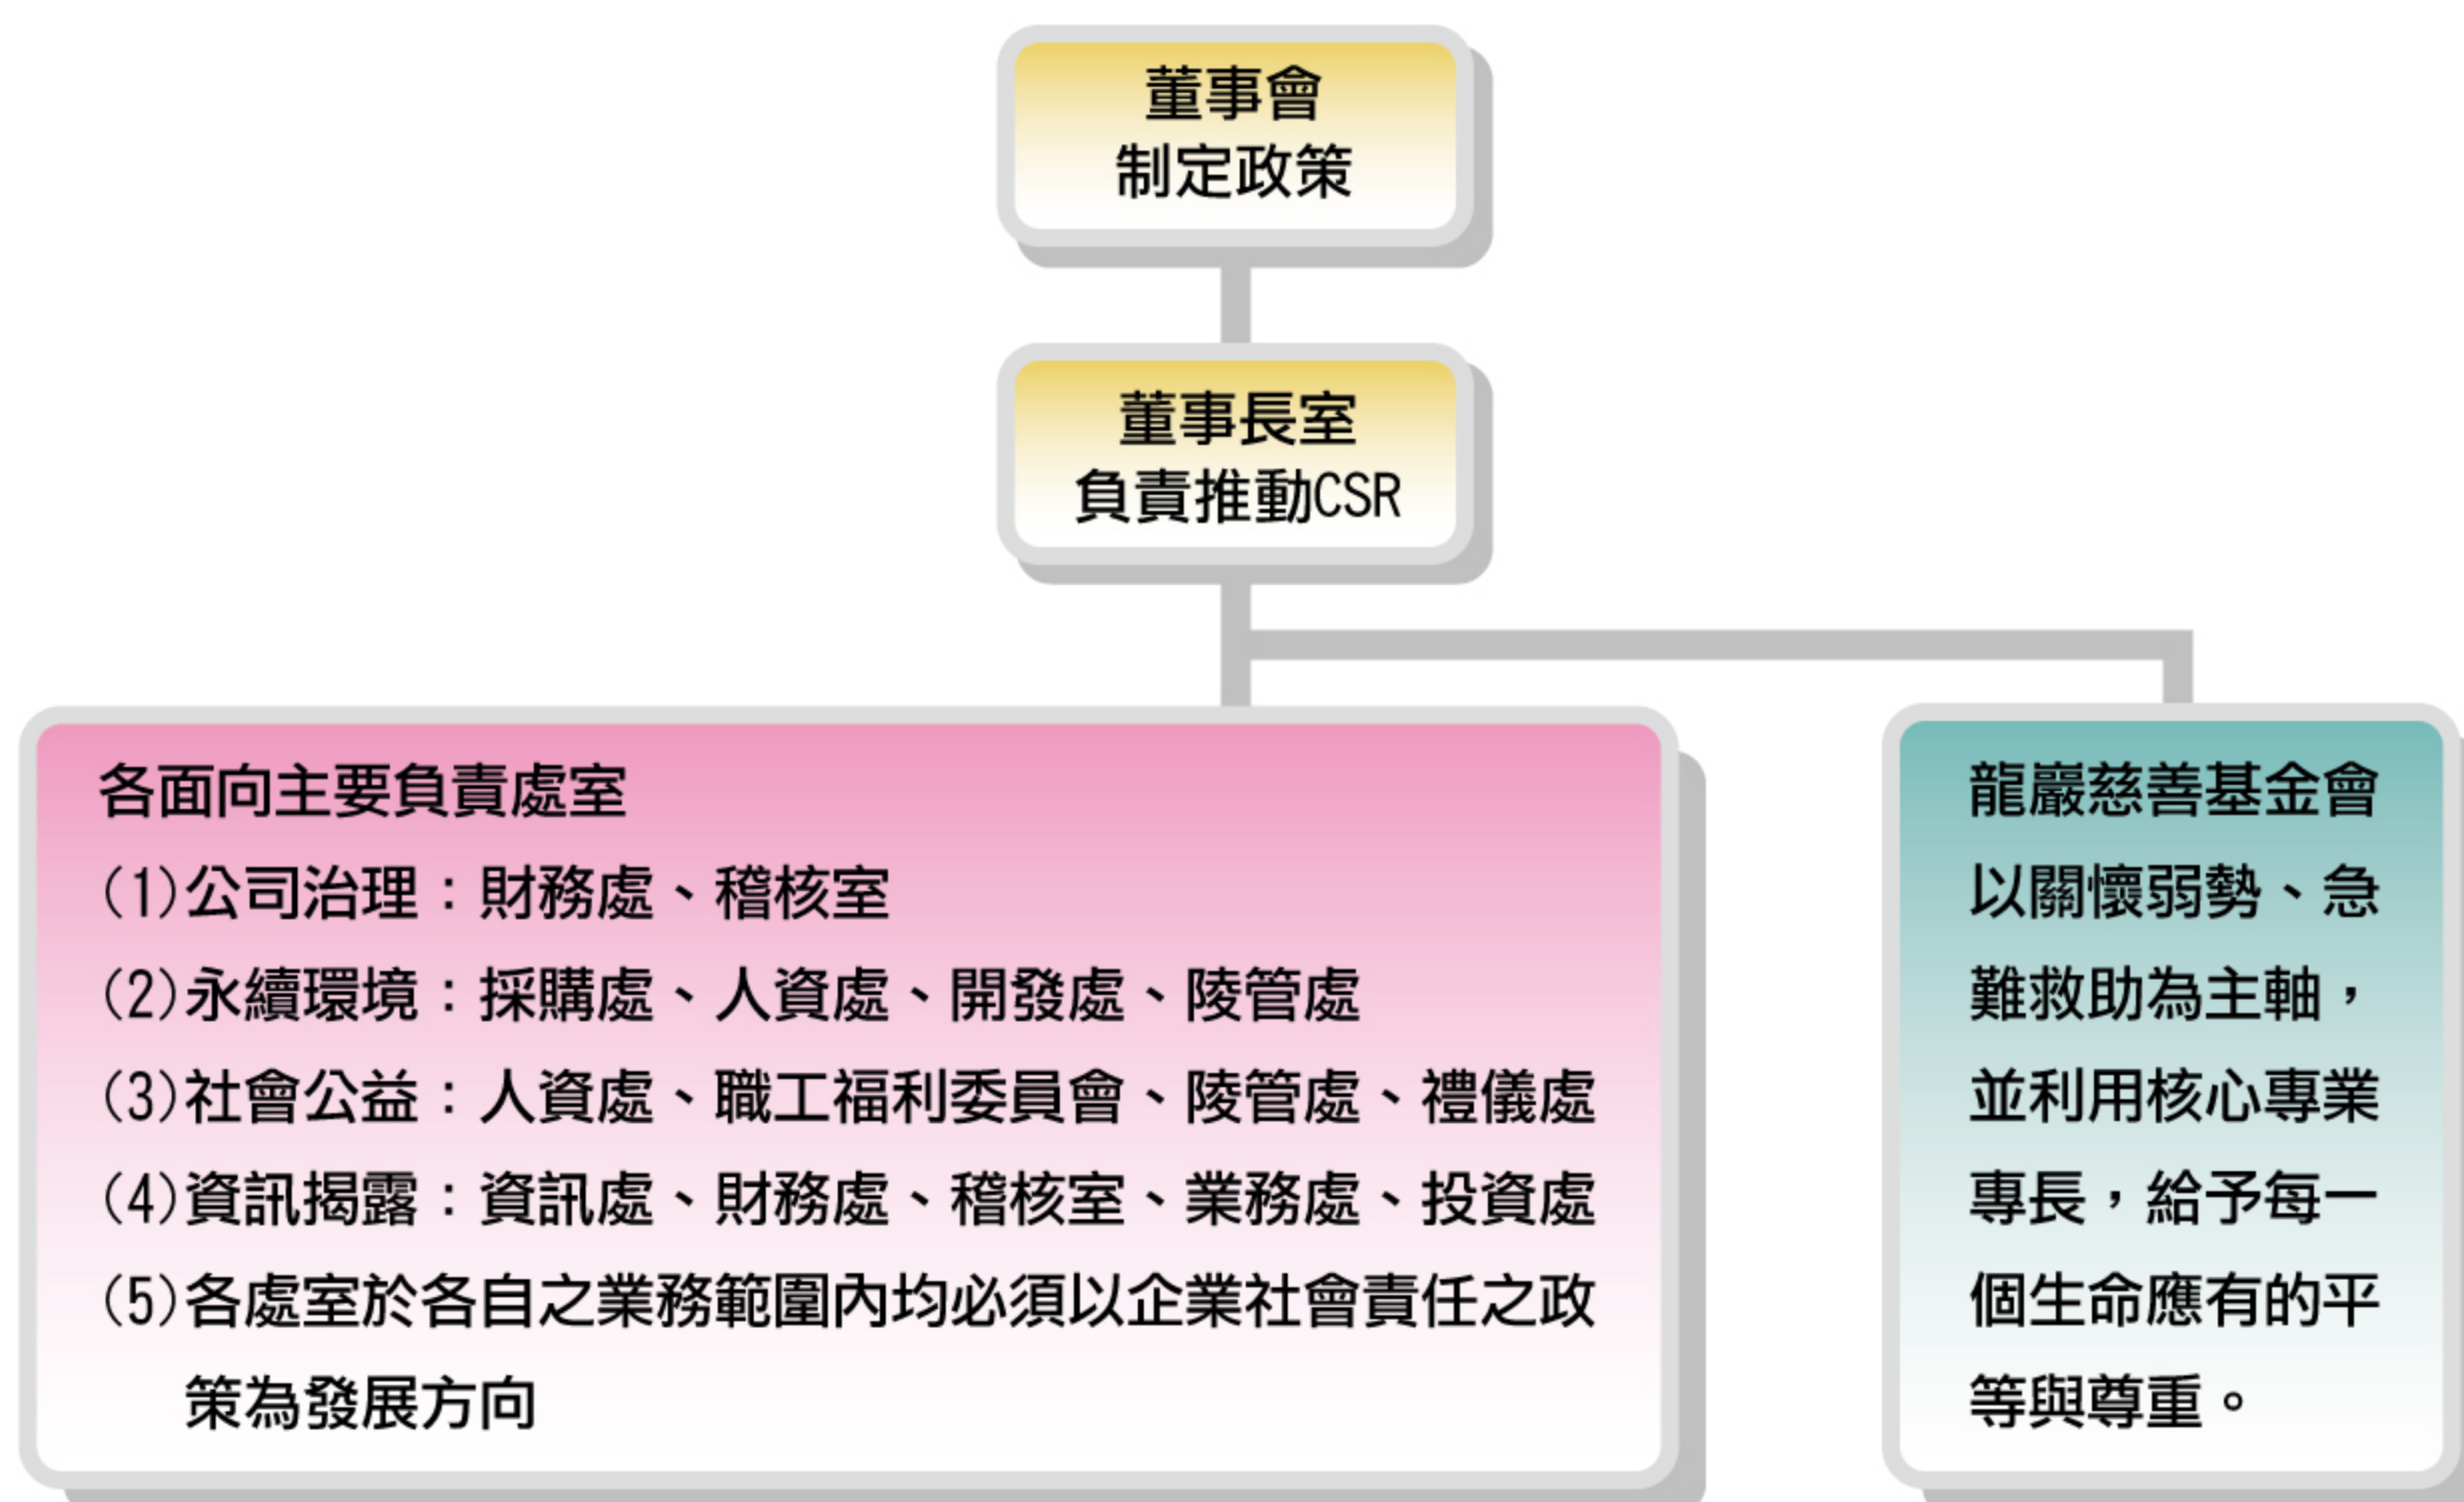 董事會
制定政策
董事長室
負責推動CSR
各面向主要負責處室
(1)公司治理：財務處、稽核室
(2)永續環境：採購處、人資處、開發處、陵管處
(3)社會公益：人資處、職工福利委員會、陵管處、禮儀處
(4)資訊揭露：資訊處、財務處、稽核室、業務處、投資處
(5)各處室於各自之業務範圍內均必須以企業社會責任之政
策為發展方向
龍巖慈善基金會
以關懷弱勢、急
難救助為主軸，
並利用核心專業
專長，給予每一
個生命應有的平
等與尊重。